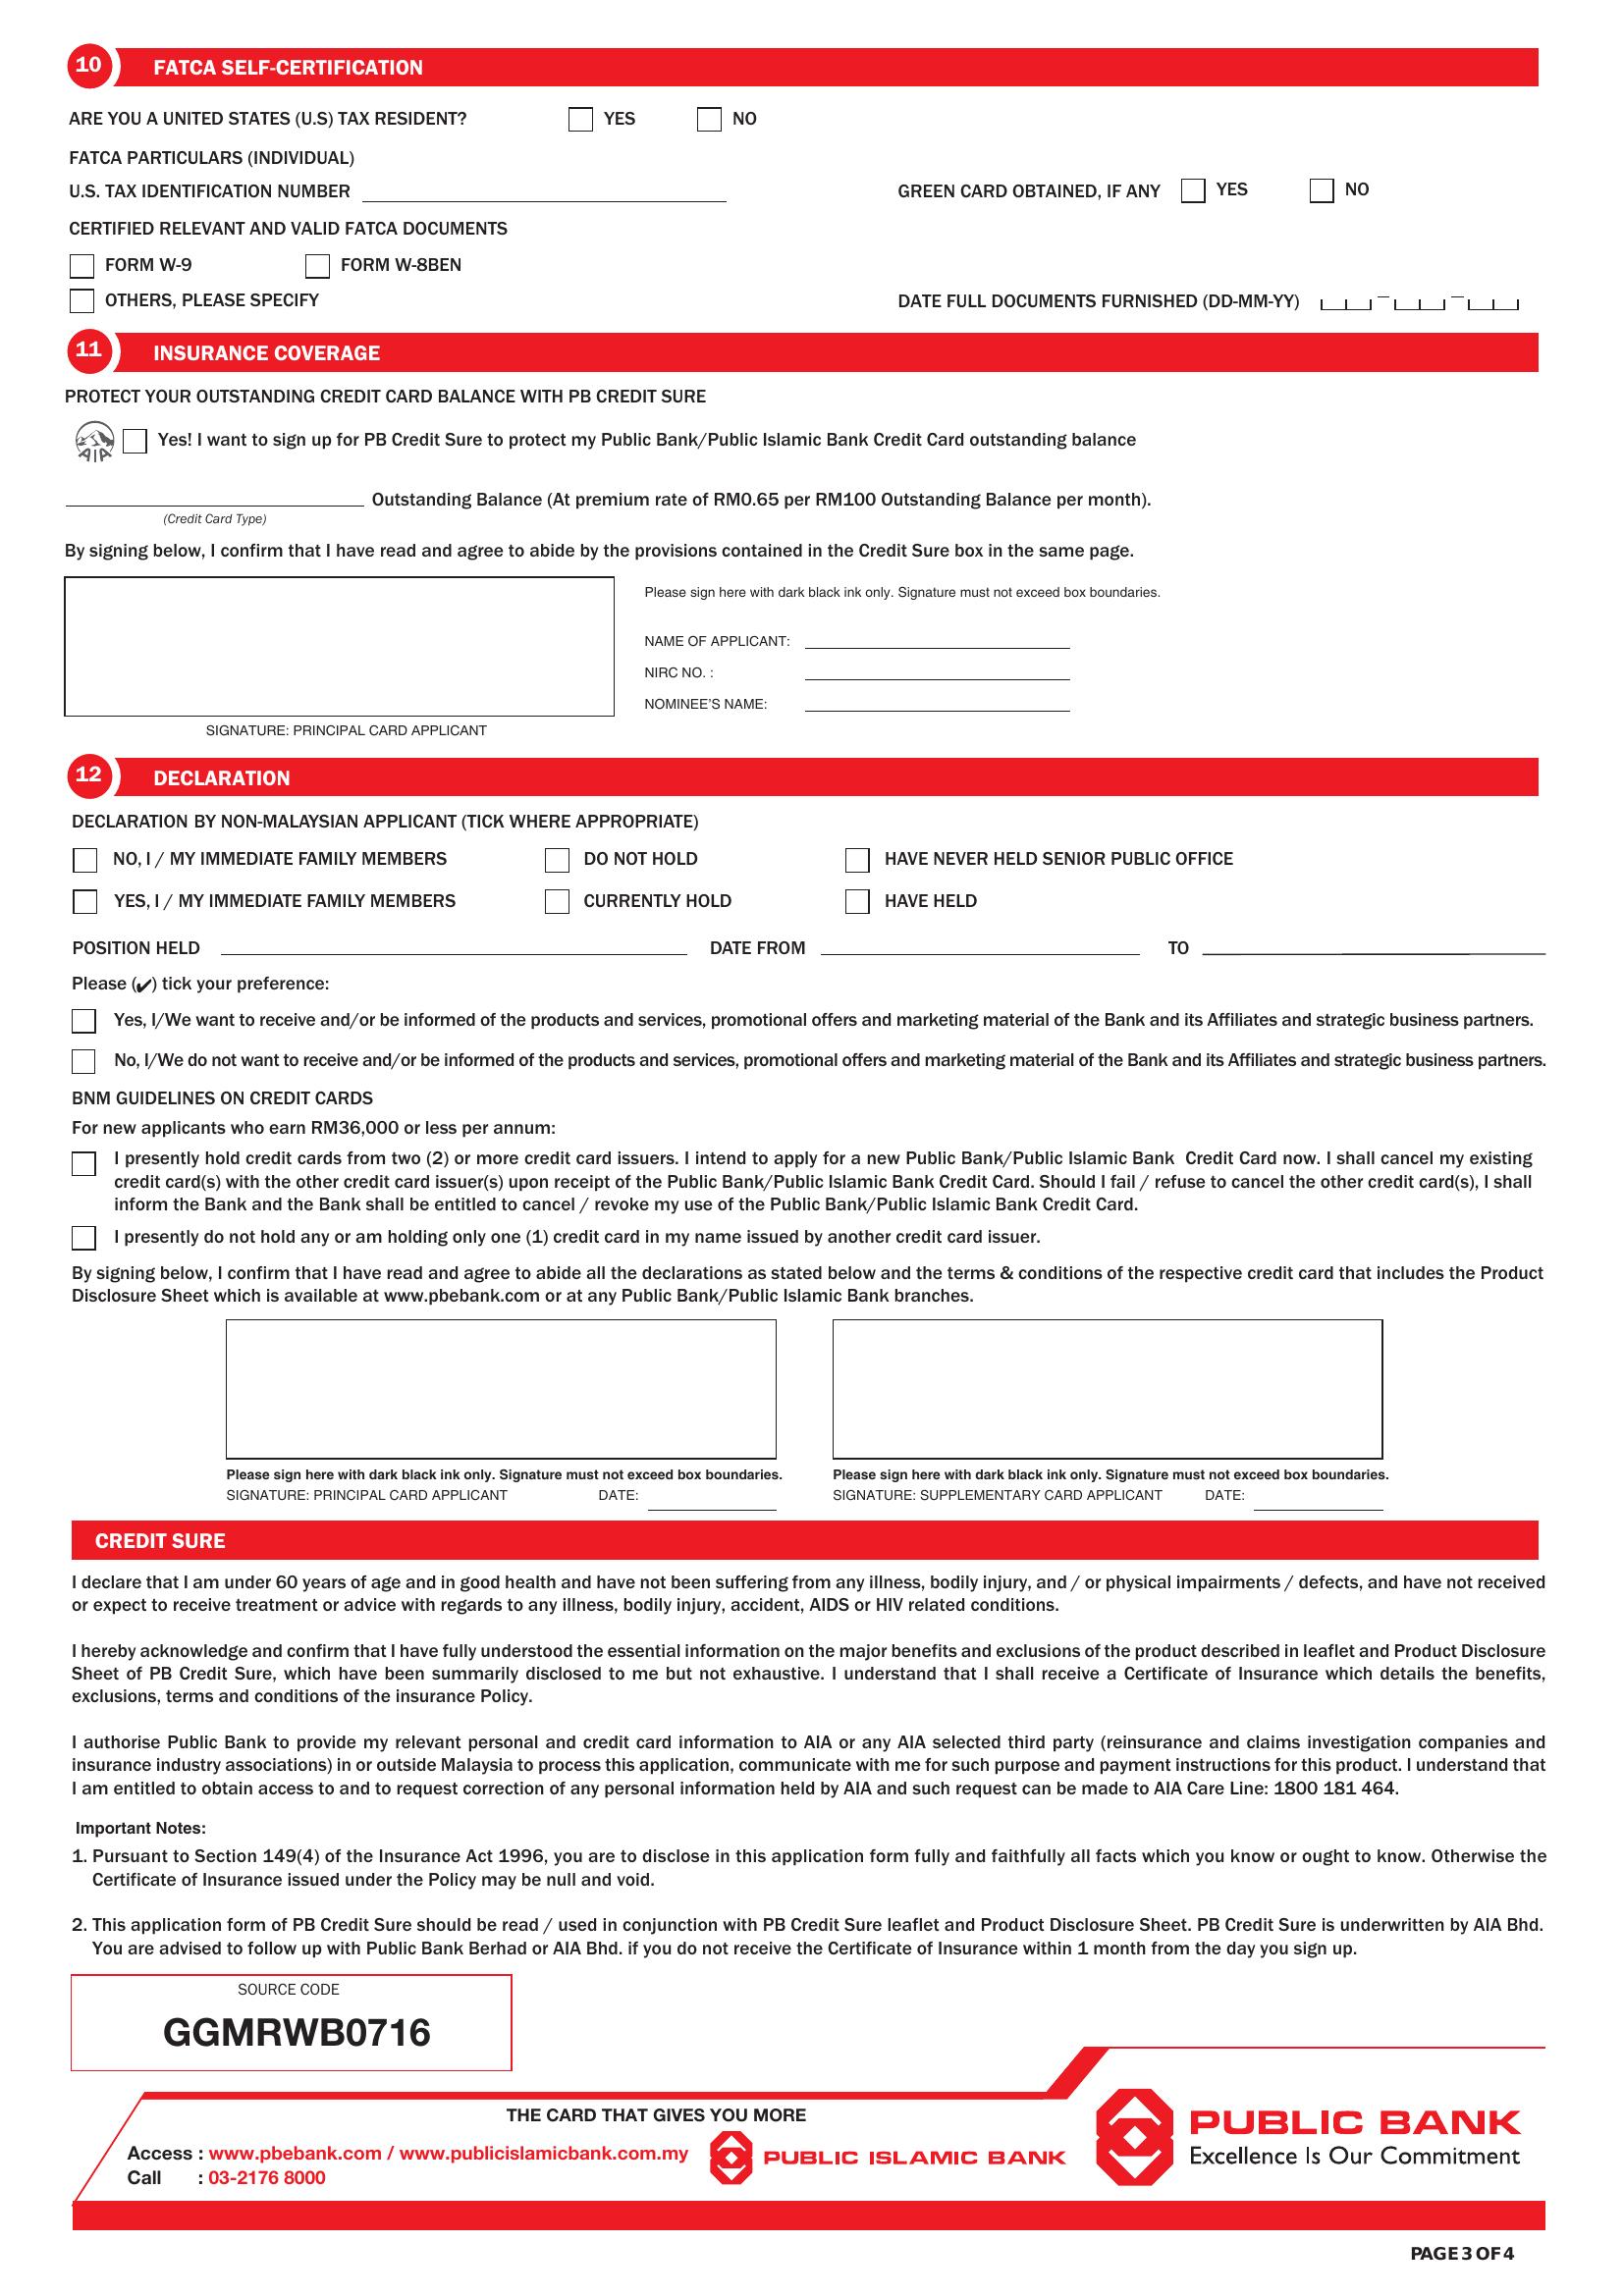 10 FATCA SELF-CERTIFICATION
ARE YOU A UNITED STATES (U.S) TAX RESIDENT? YES NO
FATCA PARTICULARS (INDIVIDUAL)
U.S. TAX IDENTIFICATION NUMBER GREEN CARD OBTAINED, IF ANY YES NO
CERTIFIED RELEVANT AND VALID FATCA DOCUMENTS
FORM W-9 FORM W-8BEN
OTHERS, PLEASE SPECIFY DATE FULL DOCUMENTS FURNISHED (DD-MM-YY)
11 INSURANCE COVERAGE
PROTECT YOUR OUTSTANDING CREDIT CARD BALANCE WITH PB CREDIT SURE
AIA Yes! I want to sign up for PB Credit Sure to protect my Public Bank/Public Islamic Bank Credit Card outstanding balance
Outstanding Balance (At premium rate of RM0.65 per RM100 Outstanding Balance per month).
(Credit Card Type)
By signing below, I confirm that I have read and agree to abide by the provisions contained in the Credit Sure box in the same page.
Please sign here with dark black ink only. Signature must not exceed box boundaries.
NAME OF APPLICANT:
NIRC NO. :
NOMINEE'S NAME:
SIGNATURE: PRINCIPAL CARD APPLICANT
12 DECLARATION
DECLARATION BY NON-MALAYSIAN APPLICANT (TICK WHERE APPROPRIATE)
NO, I / MY IMMEDIATE FAMILY MEMBERS DO NOT HOLD HAVE NEVER HELD SENIOR PUBLIC OFFICE
YES, I / MY IMMEDIATE FAMILY MEMBERS CURRENTLY HOLD HAVE HELD
POSITION HELD DATE FROM TO
Please (✔) tick your preference:
Yes, I/We want to receive and/or be informed of the products and services, promotional offers and marketing material of the Bank and its Affiliates and strategic business partners.
No, I/We do not want to receive and/or be informed of the products and services, promotional offers and marketing material of the Bank and its Affiliates and strategic business partners.
BNM GUIDELINES ON CREDIT CARDS
For new applicants who earn RM36,000 or less per annum:
I presently hold credit cards from two (2) or more credit card issuers. I intend to apply for a new Public Bank/Public Islamic Bank Credit Card now. I shall cancel my existing
credit card(s) with the other credit card issuer(s) upon receipt of the Public Bank/Public Islamic Bank Credit Card. Should I fail / refuse to cancel the other credit card(s), I shall
inform the Bank and the Bank shall be entitled to cancel / revoke my use of the Public Bank/Public Islamic Bank Credit Card.
I presently do not hold any or am holding only one (1) credit card in my name issued by another credit card issuer.
By signing below, I confirm that I have read and agree to abide all the declarations as stated below and the terms & conditions of the respective credit card that includes the Product
Disclosure Sheet which is available at www.pbebank.com or at any Public Bank/Public Islamic Bank branches.
Please sign here with dark black ink only. Signature must not exceed box boundaries. Please sign here with dark black ink only. Signature must not exceed box boundaries.
SIGNATURE: PRINCIPAL CARD APPLICANT DATE: SIGNATURE: SUPPLEMENTARY CARD APPLICANT DATE:
CREDIT SURE
I declare that I am under 60 years of age and in good health and have not been suffering from any illness, bodily injury, and / or physical impairments / defects, and have not received
or expect to receive treatment or advice with regards to any illness, bodily injury, accident, AIDS or HIV related conditions.
I hereby acknowledge and confirm that I have fully understood the essential information on the major benefits and exclusions of the product described in leaflet and Product Disclosure
Sheet of PB Credit Sure, which have been summarily disclosed to me but not exhaustive. I understand that I shall receive a Certificate of Insurance which details the benefits,
exclusions, terms and conditions of the insurance Policy.
I authorise Public Bank to provide my relevant personal and credit card information to AIA or any AIA selected third party (reinsurance and claims investigation companies and
insurance industry associations) in or outside Malaysia to process this application, communicate with me for such purpose and payment instructions for this product. I understand that
I am entitled to obtain access to and to request correction of any personal information held by AIA and such request can be made to AIA Care Line: 1800 181 464.
Important Notes:
1. Pursuant to Section 149(4) of the Insurance Act 1996, you are to disclose in this application form fully and faithfully all facts which you know or ought to know. Otherwise the
Certificate of Insurance issued under the Policy may be null and void.
2. This application form of PB Credit Sure should be read / used in conjunction with PB Credit Sure leaflet and Product Disclosure Sheet. PB Credit Sure is underwritten by AIA Bhd.
You are advised to follow up with Public Bank Berhad or AIA Bhd. if you do not receive the Certificate of Insurance within 1 month from the day you sign up.
SOURCE CODE
GGMRWB0716
THE CARD THAT GIVES YOU MORE
Access : www.pbebank.com / www.publicislamicbank.com.my
Call : 03-2176 8000
PUBLIC ISLAMIC BANK
PUBLIC BANK
Excellence Is Our Commitment
PAGE 3 OF 4